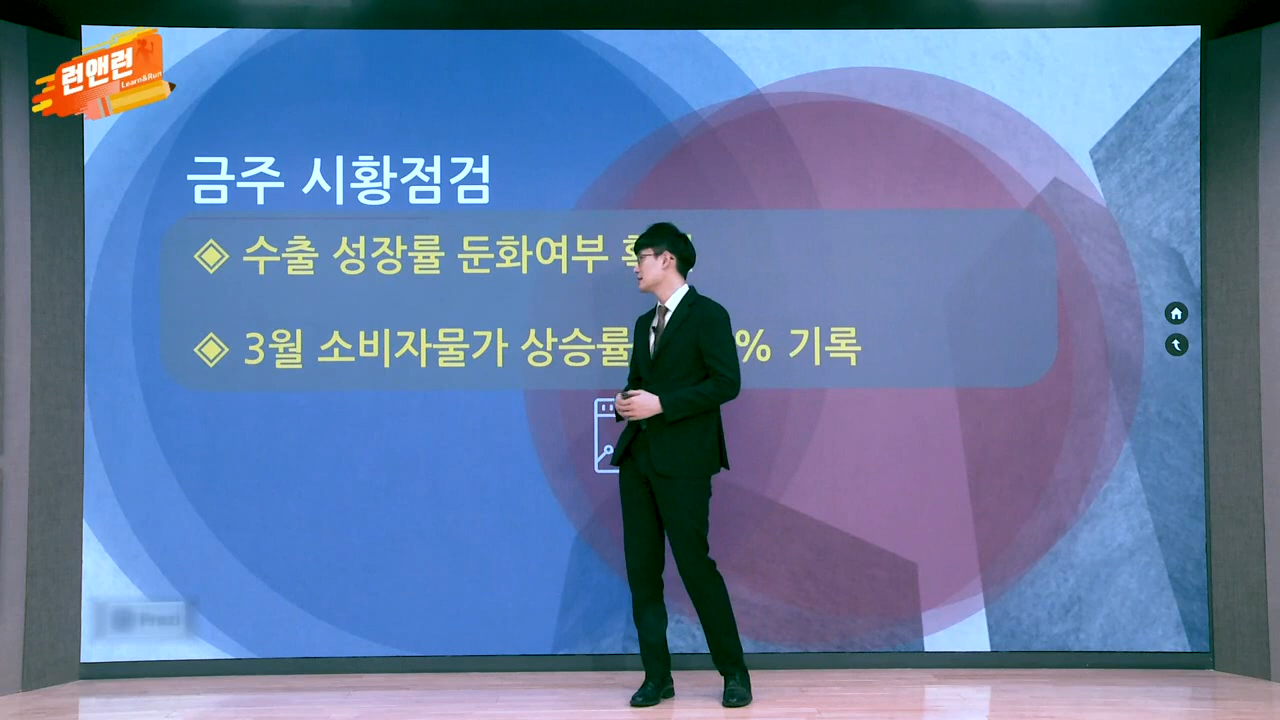 런앤런
Learn&Run
금주 시황점검
◈ 수출 성장률 둔화여부
◈ 3월 소비자물가 상승률 % 기록
Prezi